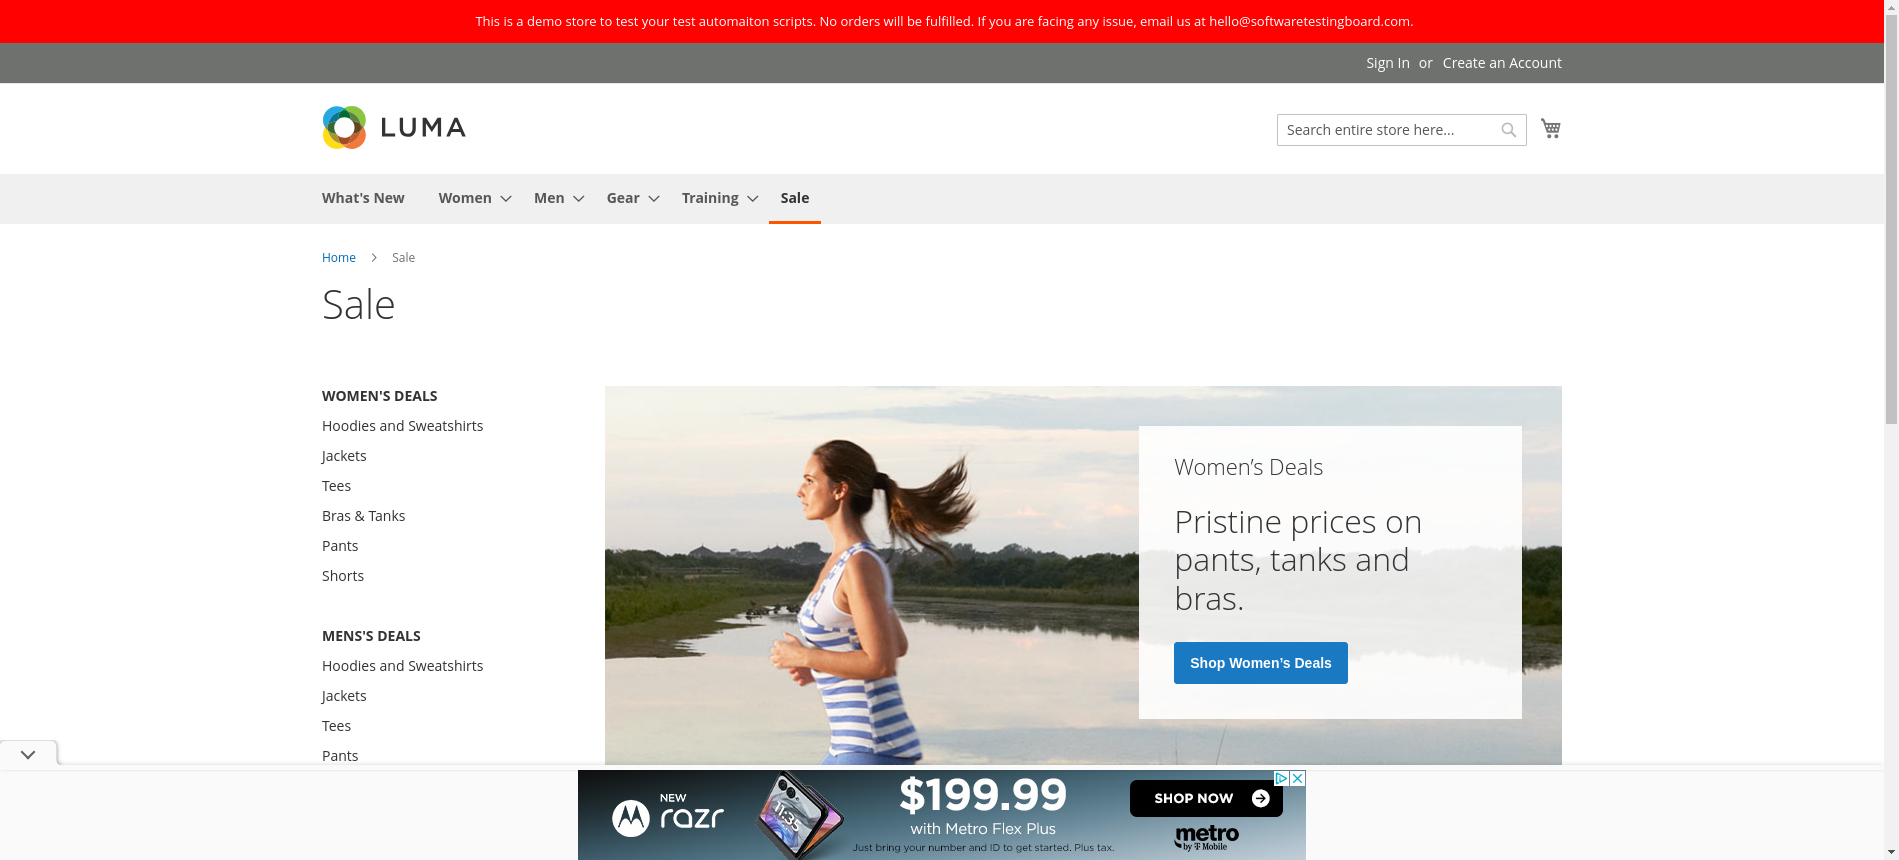 This is a demo store to test your test automaiton scripts. No orders will be fulfilled. If you are facing any issue, email us at hello@softwaretestingboard.com.
Sign In or Create an Account
LUMA
Search entire store here...
What's New Women Men Gear Training Sale
Home Sale
Sale
WOMEN'S DEALS
Hoodies and Sweatshirts
Jackets
Tees
Bras & Tanks
Pants
Shorts
MENS'S DEALS
Hoodies and Sweatshirts
Jackets
Tees
Pants
Women’s Deals
Pristine prices on
pants, tanks and
bras.
Shop Women’s Deals
NEW
razr
11:35
$199.99
with Metro Flex Plus
Just bring your number and ID to get started. Plus tax.
SHOP NOW
metro
by T Mobile